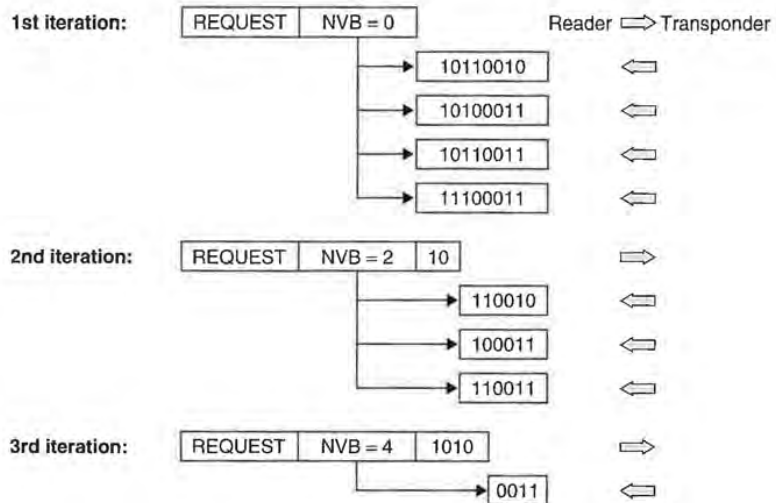 1st iteration: REQUEST NVB = 0 Reader Transponder
10110010
10100011
10110011
11100011
2nd iteration: REQUEST NVB = 2 10
110010
100011
110011
3rd iteration: REQUEST NVB = 4 1010
0011